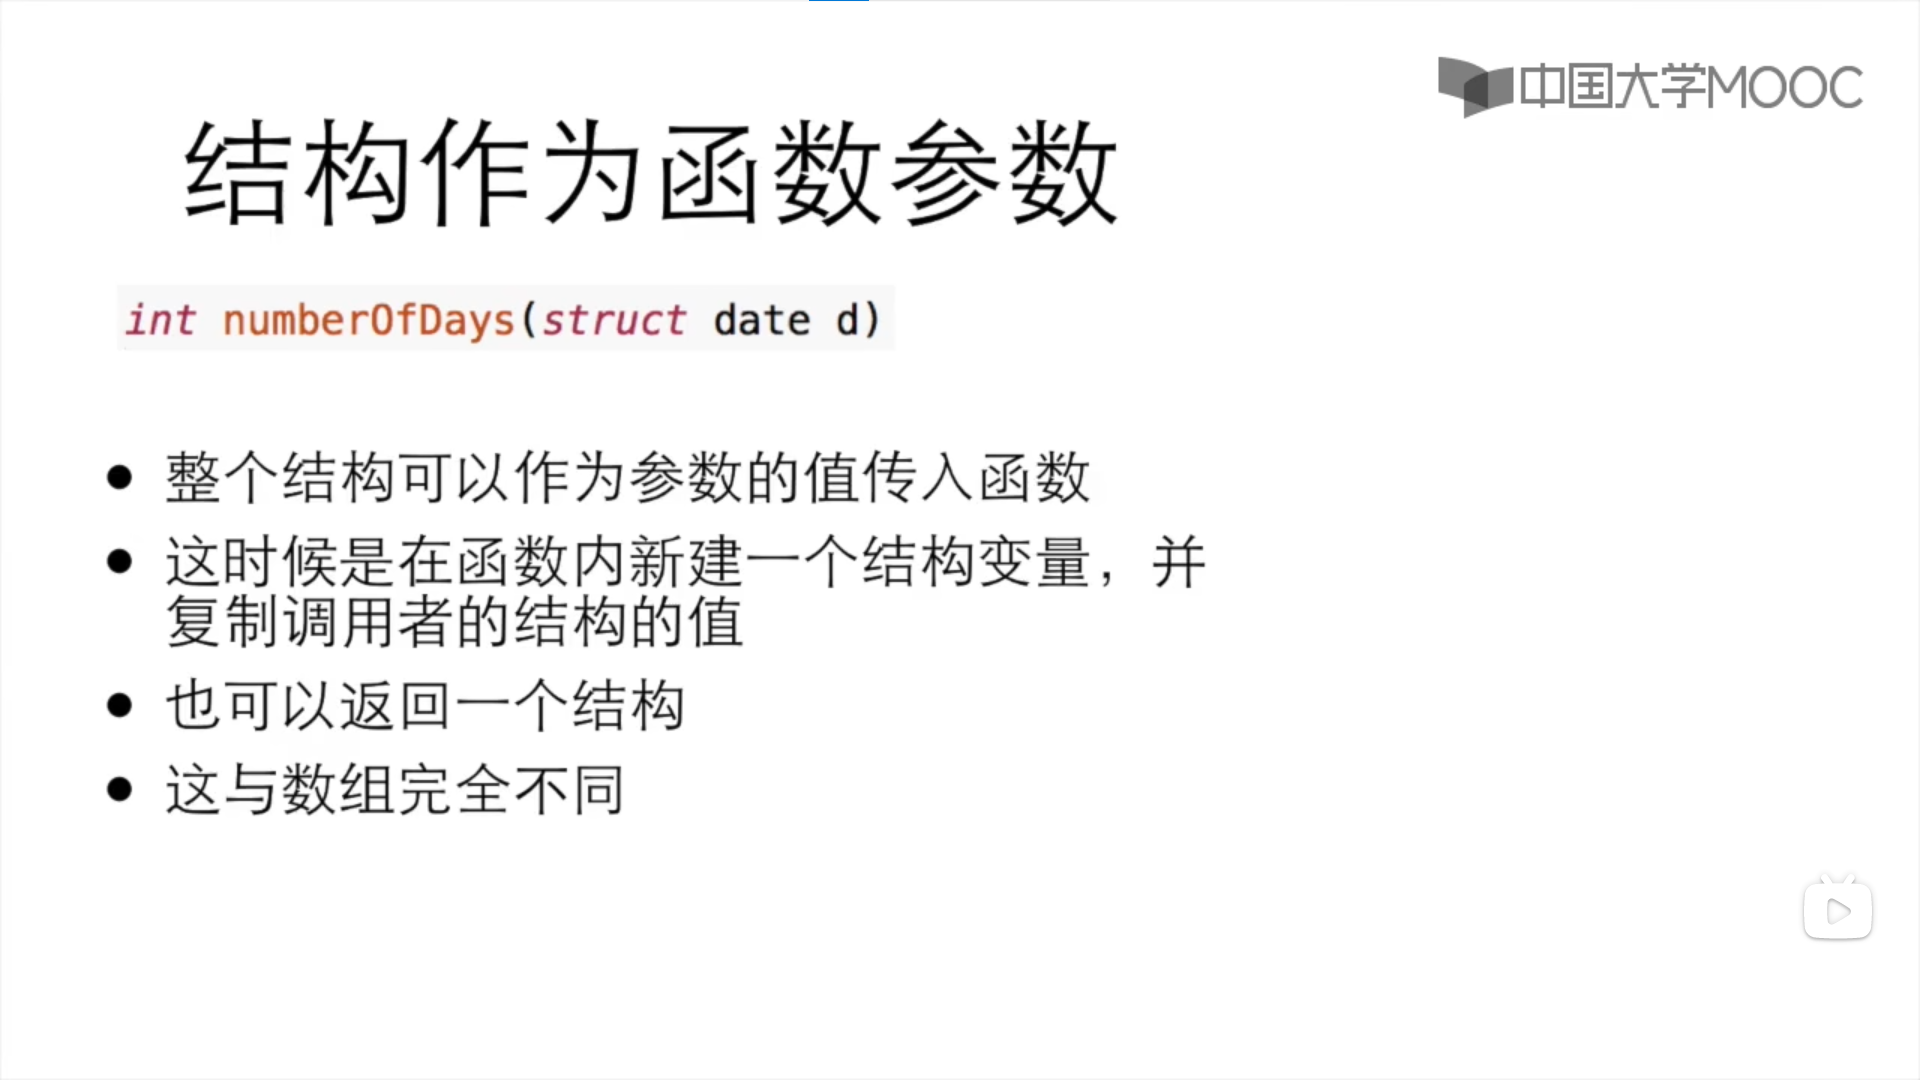 中国大学MOOC
结构作为函数参数
int numberOfDays(struct date d)
● 整个结构可以作为参数的值传入函数
● 这时候是在函数内新建一个结构变量，并
复制调用者的结构的值
● 也可以返回一个结构
● 这与数组完全不同